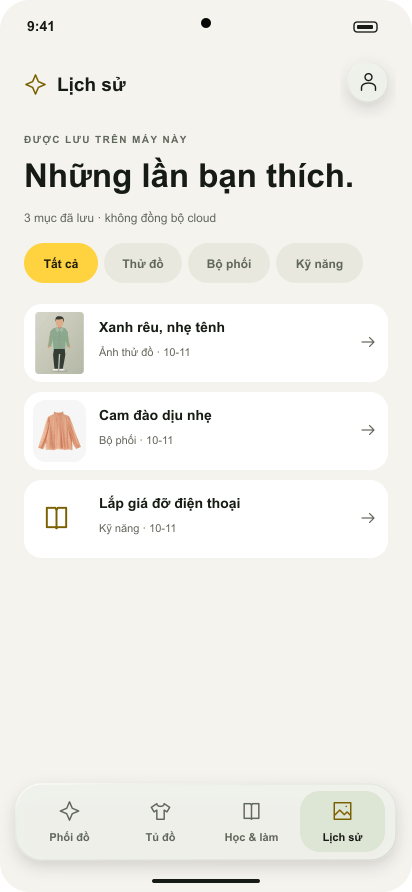 9:41
Lịch sử
ĐƯỢC LƯU TRÊN MÁY NÀY
Những lần bạn thích.
3 mục đã lưu · không đồng bộ cloud
Tất cả
Thử đồ
Bộ phối
Kỹ năng
Xanh rêu, nhẹ tênh
Ảnh thử đồ · 10-11
Cam đào dịu nhẹ
Bộ phối · 10-11
Lắp giá đỡ điện thoại
Kỹ năng · 10-11
Phối đồ
Tủ đồ
Học & làm
Lịch sử